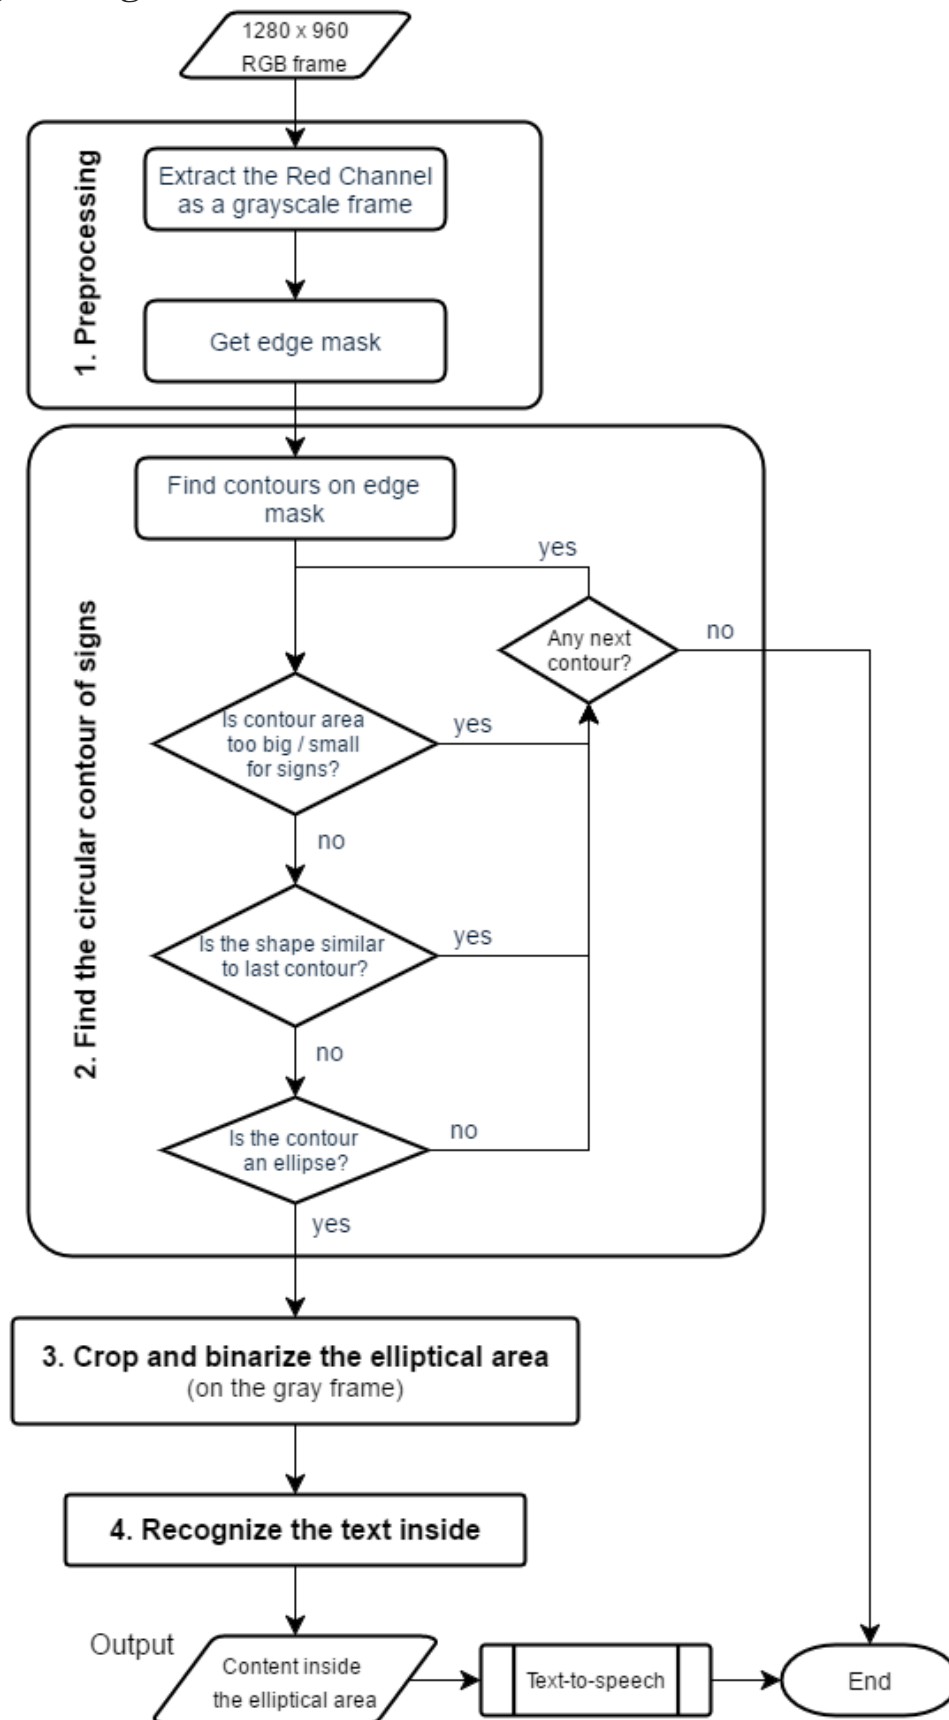 1280 x 960
RGB frame
1. Preprocessing
Extract the Red Channel
as a grayscale frame
Get edge mask
2. Find the circular contour of signs
Find contours on edge
mask
yes
Any next
contour?
no
Is contour area
too big / small
for signs?
yes
no
Is the shape similar
to last contour?
yes
no
Is the contour
an ellipse?
no
yes
3. Crop and binarize the elliptical area
(on the gray frame)
4. Recognize the text inside
Output
Content inside
the elliptical area
Text-to-speech
End